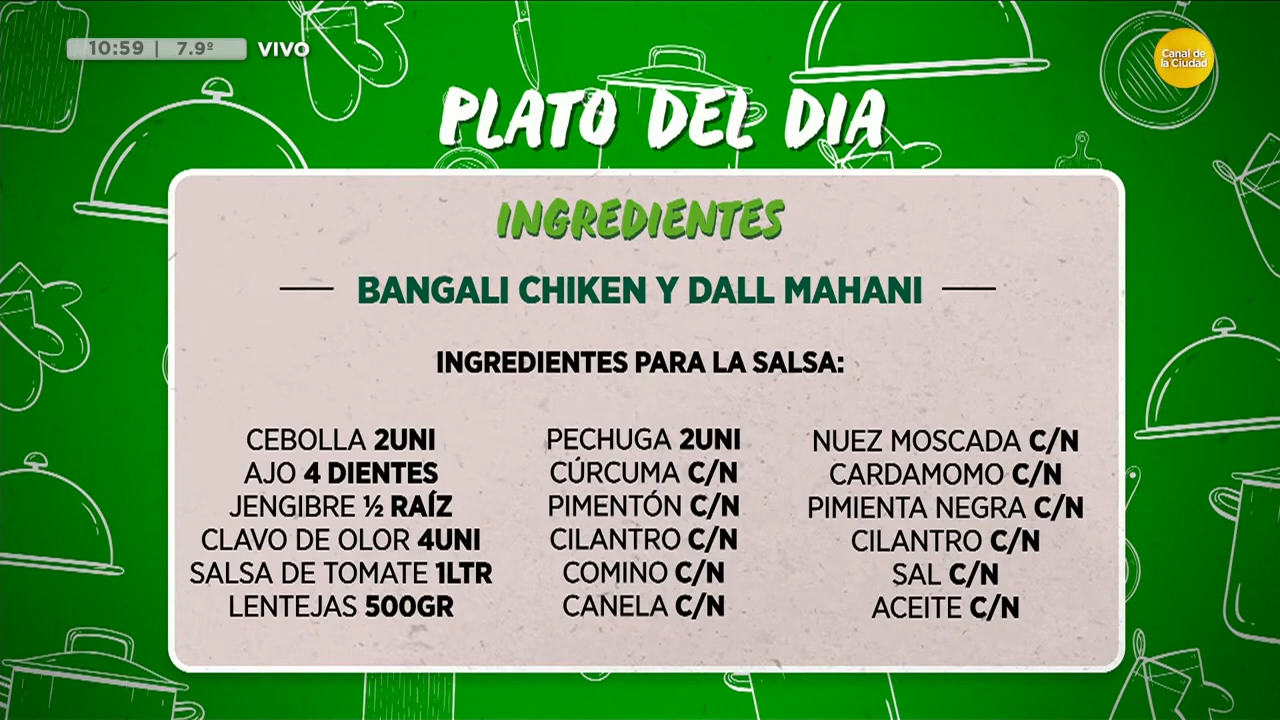 10:59 | 7.9º VIVO
Canal de
la Ciudad
PLATO DEL DIA
INGREDIENTES
BANGALI CHIKEN Y DALL MAHANI
INGREDIENTES PARA LA SALSA:
CEBOLLA 2UNI
AJO 4 DIENTES
JENGIBRE ½ RAÍZ
CLAVO DE OLOR 4UNI
SALSA DE TOMATE 1LTR
LENTEJAS 500GR
PECHUGA 2UNI
CÚRCUMA C/N
PIMENTÓN C/N
CILANTRO C/N
COMINO C/N
CANELA C/N
NUEZ MOSCADA C/N
CARDAMOMO C/N
PIMIENTA NEGRA C/N
CILANTRO C/N
SAL C/N
ACEITE C/N